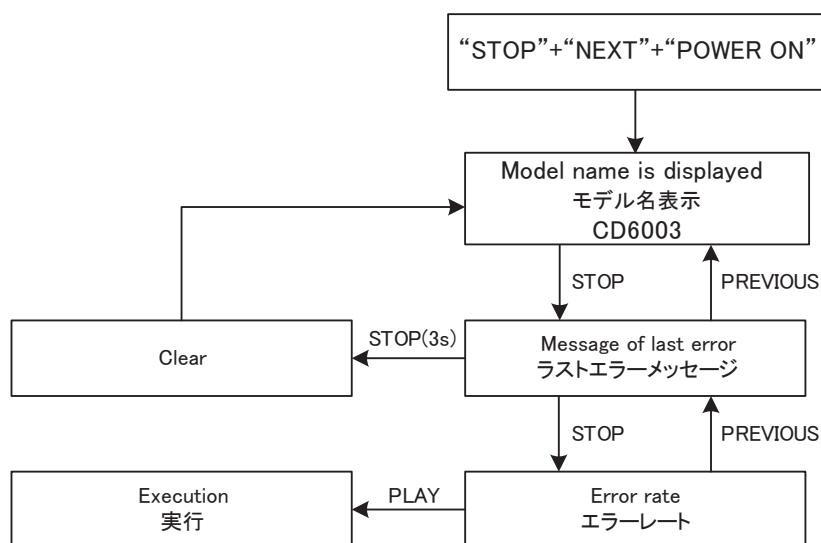 “STOP”+“NEXT”+“POWER ON”
Model name is displayed
モデル名表示
CD6003
STOP
PREVIOUS
Clear
STOP(3s)
Message of last error
ラストエラーメッセージ
STOP
PREVIOUS
Execution
実行
PLAY
Error rate
エラーレート